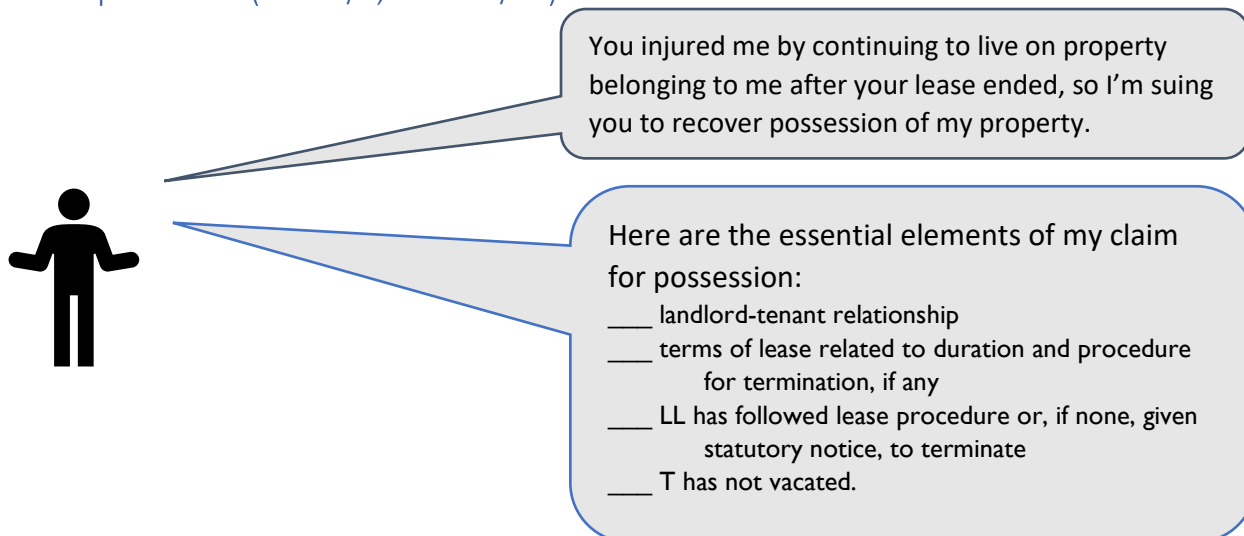 You injured me by continuing to live on property
belonging to me after your lease ended, so I’m suing
you to recover possession of my property.
Here are the essential elements of my claim
for possession:
___ landlord-tenant relationship
___ terms of lease related to duration and procedure
for termination, if any
___ LL has followed lease procedure or, if none, given
statutory notice, to terminate
___ T has not vacated.